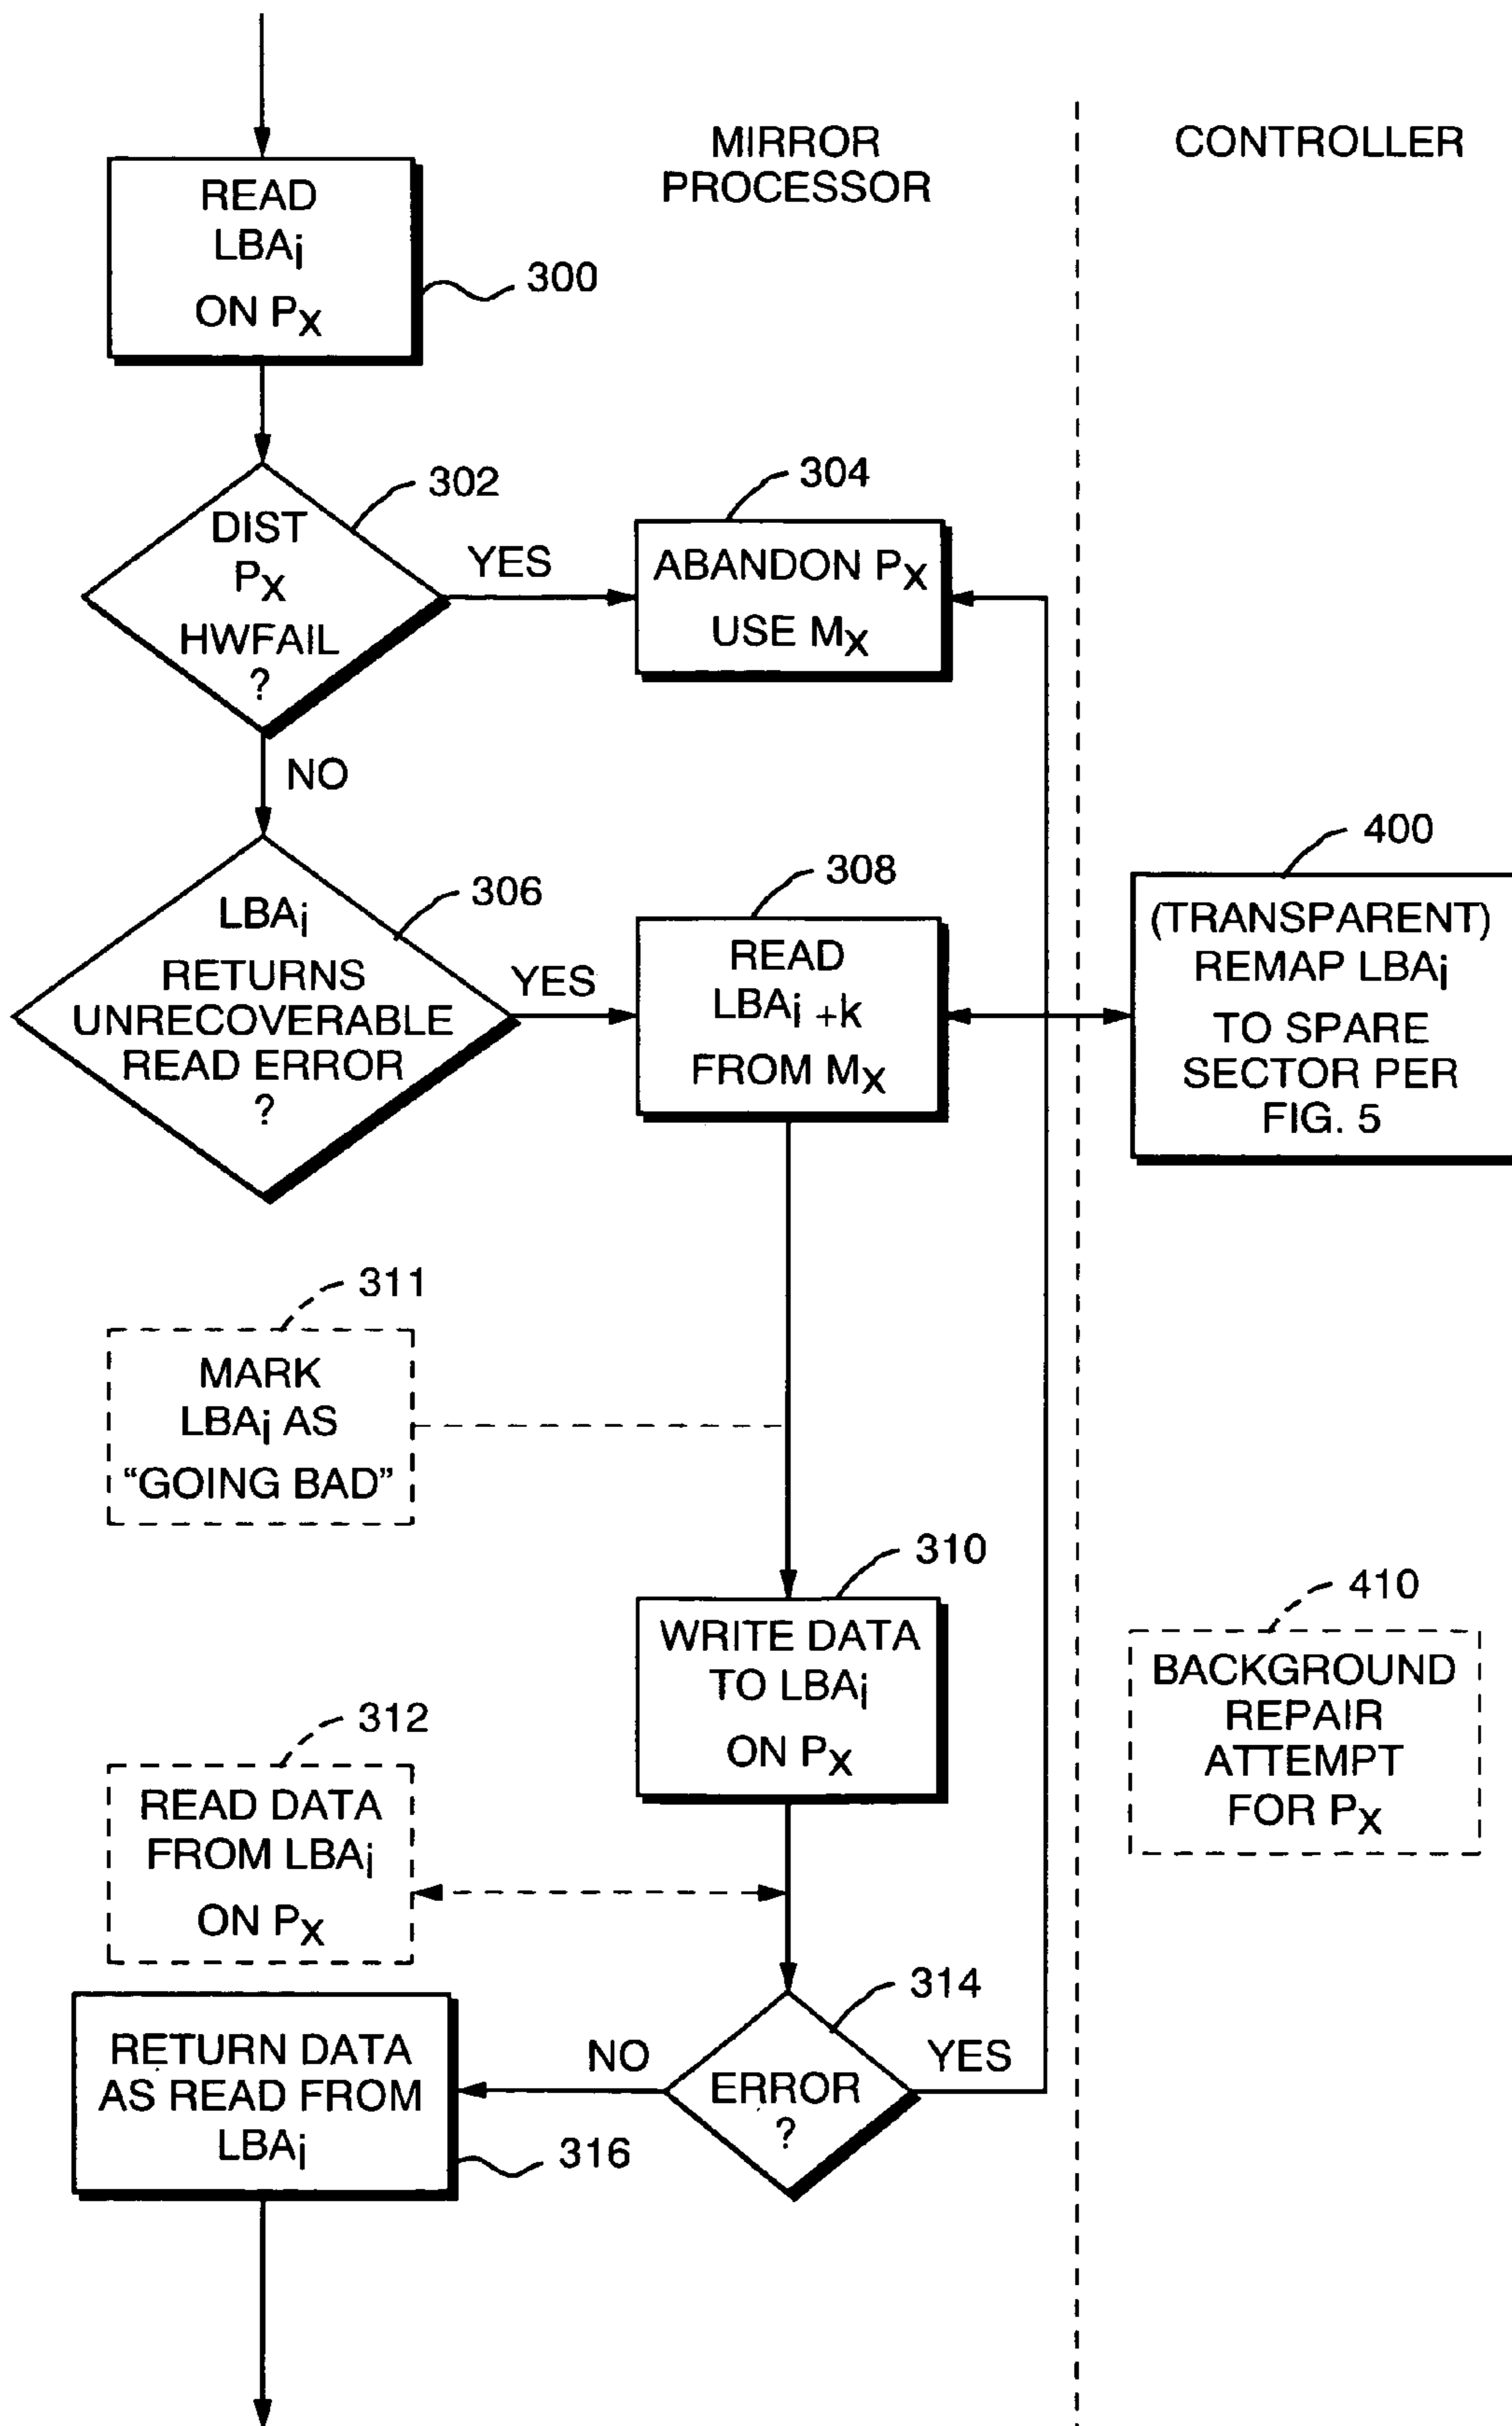 MIRROR
PROCESSOR
CONTROLLER
READ
LBAi
ON PX
300
302
DIST
PX
HWFAIL
?
YES
NO
304
ABANDON PX
USE MX
306
LBAi
RETURNS
UNRECOVERABLE
READ ERROR
?
YES
308
READ
LBAi +k
FROM MX
400
(TRANSPARENT)
REMAP LBAi
TO SPARE
SECTOR PER
FIG. 5
311
MARK
LBAi AS
“GOING BAD”
310
WRITE DATA
TO LBAi
ON PX
410
BACKGROUND
REPAIR
ATTEMPT
FOR PX
312
READ DATA
FROM LBAi
ON PX
314
ERROR
?
NO
YES
RETURN DATA
AS READ FROM
LBAi
316